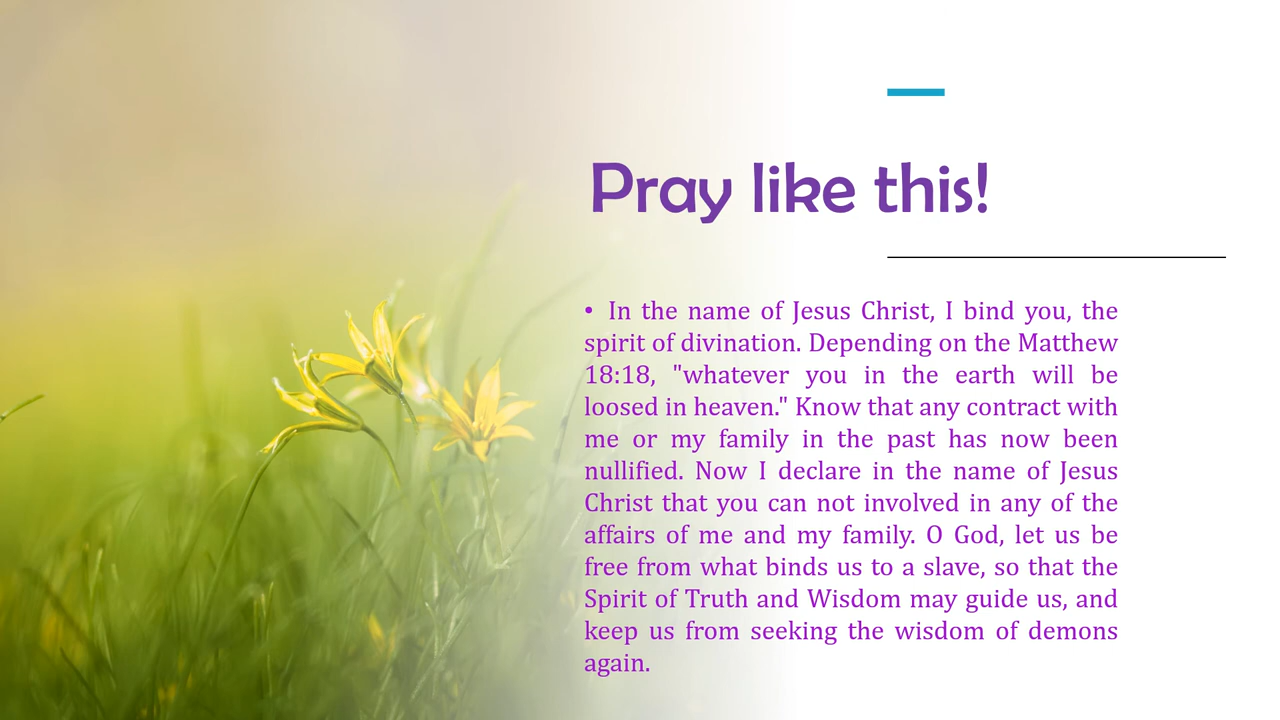 Pray like this!
• In the name of Jesus Christ, I bind you, the
spirit of divination. Depending on the Matthew
18:18, "whatever you in the earth will be
loosed in heaven." Know that any contract with
me or my family in the past has now been
nullified. Now I declare in the name of Jesus
Christ that you can not involved in any of the
affairs of me and my family. O God, let us be
free from what binds us to a slave, so that the
Spirit of Truth and Wisdom may guide us, and
keep us from seeking the wisdom of demons
again.